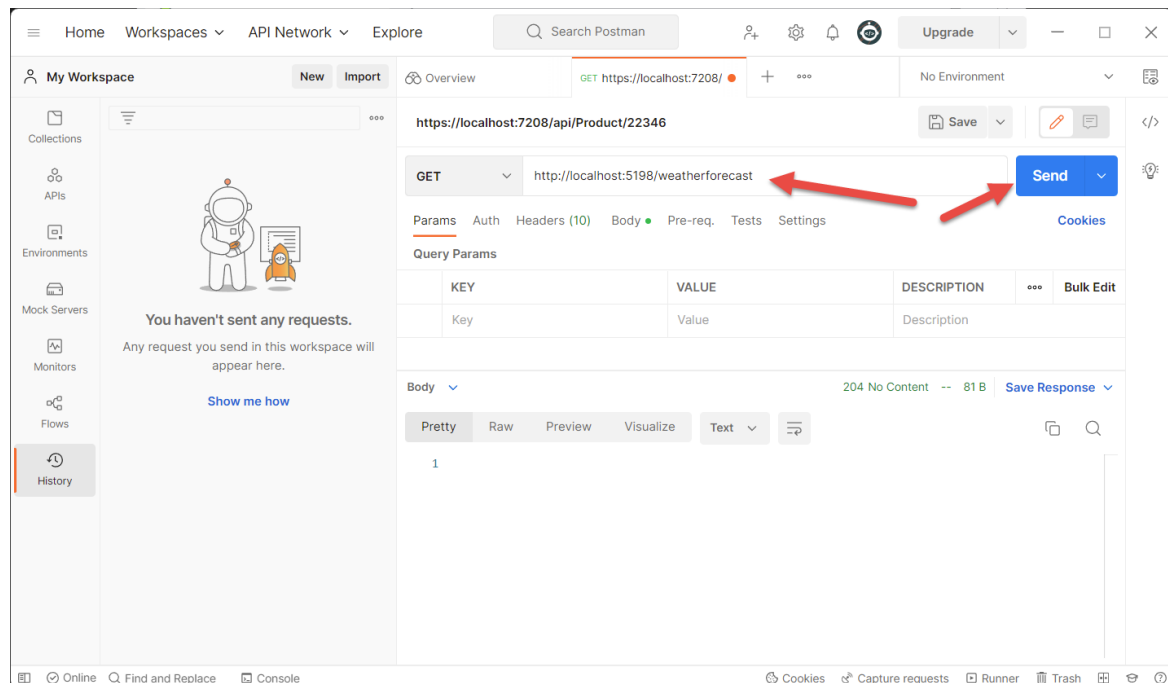 Home Workspaces API Network Explore Search Postman Upgrade
My Workspace New Import Overview GET https://localhost:7208/ No Environment
Collections
APIs
Environments
Mock Servers
Monitors
Flows
History
You haven't sent any requests.
Any request you send in this workspace will
appear here.
Show me how
https://localhost:7208/api/Product/22346 Save
GET http://localhost:5198/weatherforecast Send
Params Auth Headers (10) Body Pre-req. Tests Settings Cookies
Query Params
KEY VALUE DESCRIPTION Bulk Edit
Key Value Description
Body 204 No Content -- 81 B Save Response
Pretty Raw Preview Visualize Text
1
Online Find and Replace Console Cookies Capture requests Runner Trash